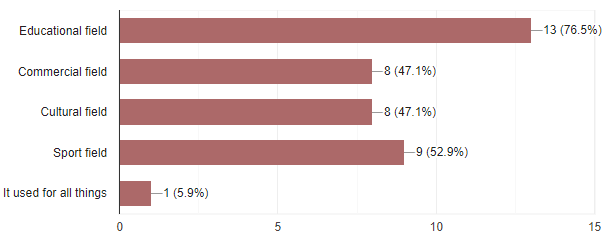 Educational field
13 (76.5%)
Commercial field
8 (47.1%)
Cultural field
8 (47.1%)
Sport field
9 (52.9%)
It used for all things
1 (5.9%)
0
5
10
15